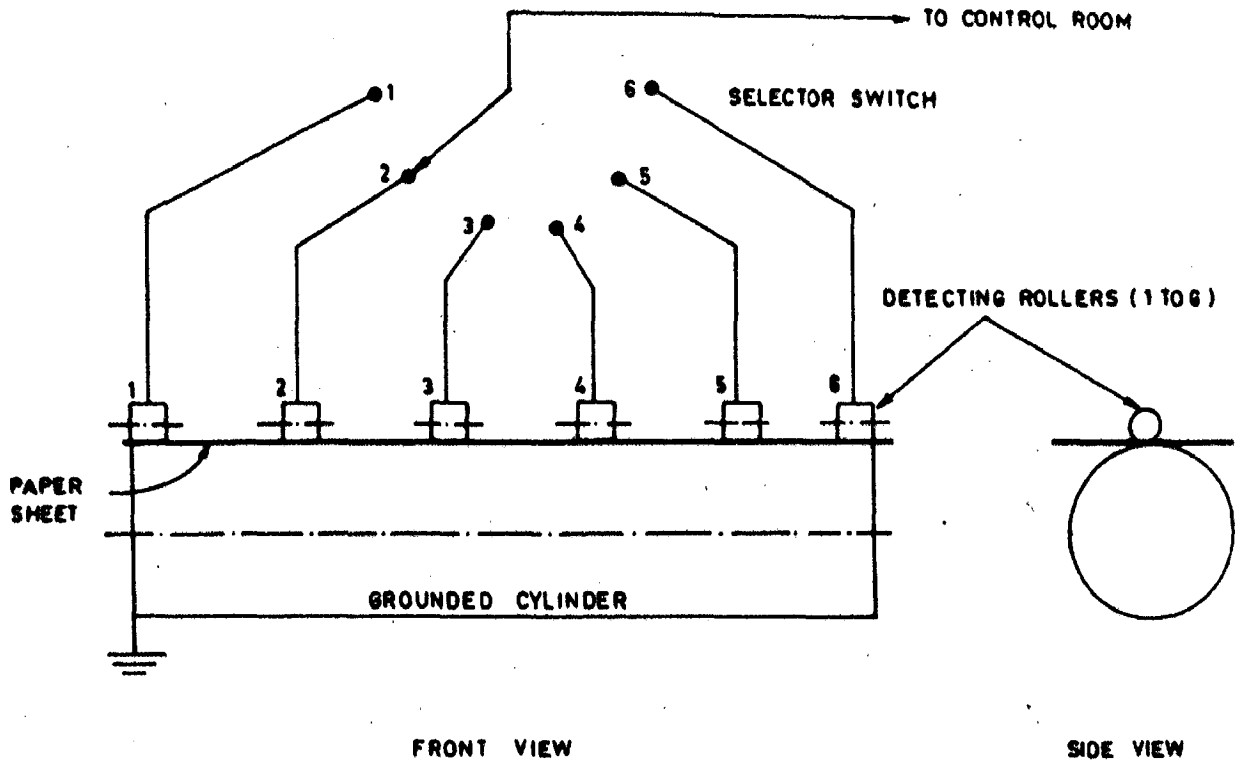 TO CONTROL ROOM
1
6
SELECTOR SWITCH
2
5
3
4
DETECTING ROLLERS (1 TO 6)
1
2
3
4
5
6
PAPER
SHEET
GROUNDED CYLINDER
FRONT VIEW
SIDE VIEW